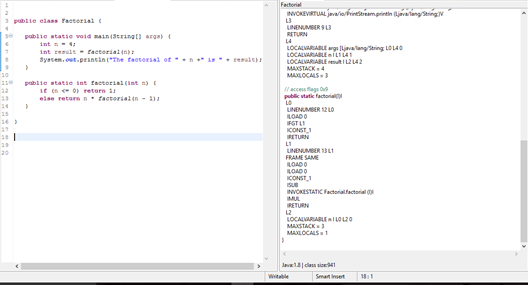 1
2
3 public class Factorial {
4
5 public static void main(String[] args) {
6 int n = 4;
7 int result = factorial(n);
8 System.out.println("The factorial of " + n +" is " + result);
9 }
10
11 public static int factorial(int n) {
12 if (n <= 0) return 1;
13 else return n * factorial(n - 1);
14 }
15
16 }
17
18
19
20
Writable
Smart Insert
18 : 1
Factorial
INVOKEVIRTUAL java/io/PrintStream.println (Ljava/lang/String;)V
L3
LINENUMBER 9 L3
RETURN
L4
LOCALVARIABLE args [Ljava/lang/String; L0 L4 0
LOCALVARIABLE n I L1 L4 1
LOCALVARIABLE result I L2 L4 2
MAXSTACK = 4
MAXLOCALS = 3
// access flags 0x9
public static factorial(I)I
L0
LINENUMBER 12 L0
ILOAD 0
IFGT L1
ICONST_1
IRETURN
L1
LINENUMBER 13 L1
FRAME SAME
ILOAD 0
ILOAD 0
ICONST_1
ISUB
INVOKESTATIC Factorial.factorial (I)I
IMUL
IRETURN
L2
LOCALVARIABLE n I L0 L2 0
MAXSTACK = 3
MAXLOCALS = 1
}
Java:1.8 | class size:941